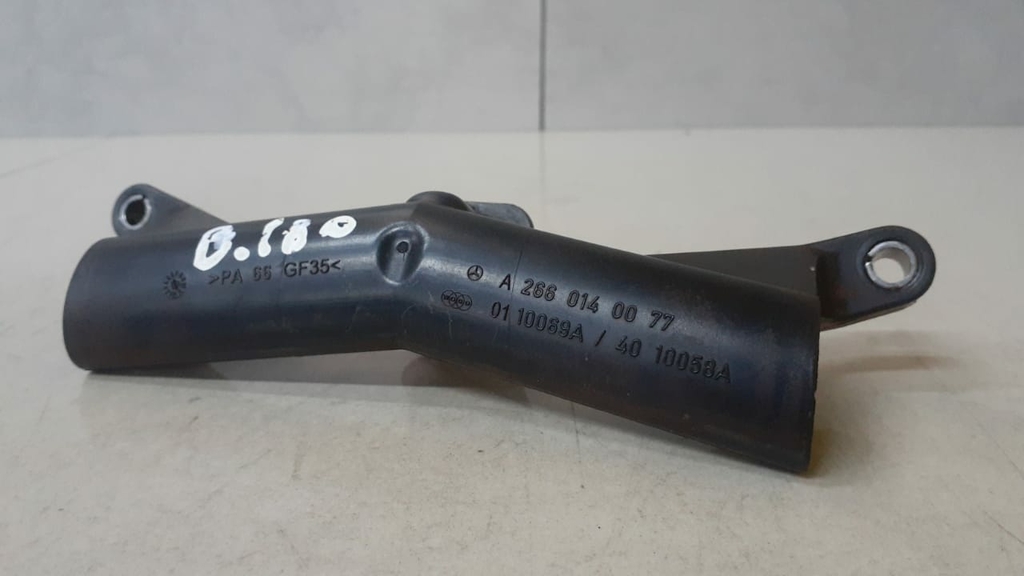 B.180
>PA 66 GF35<
A 266 014 00 77
01 10089A / 40 10058A